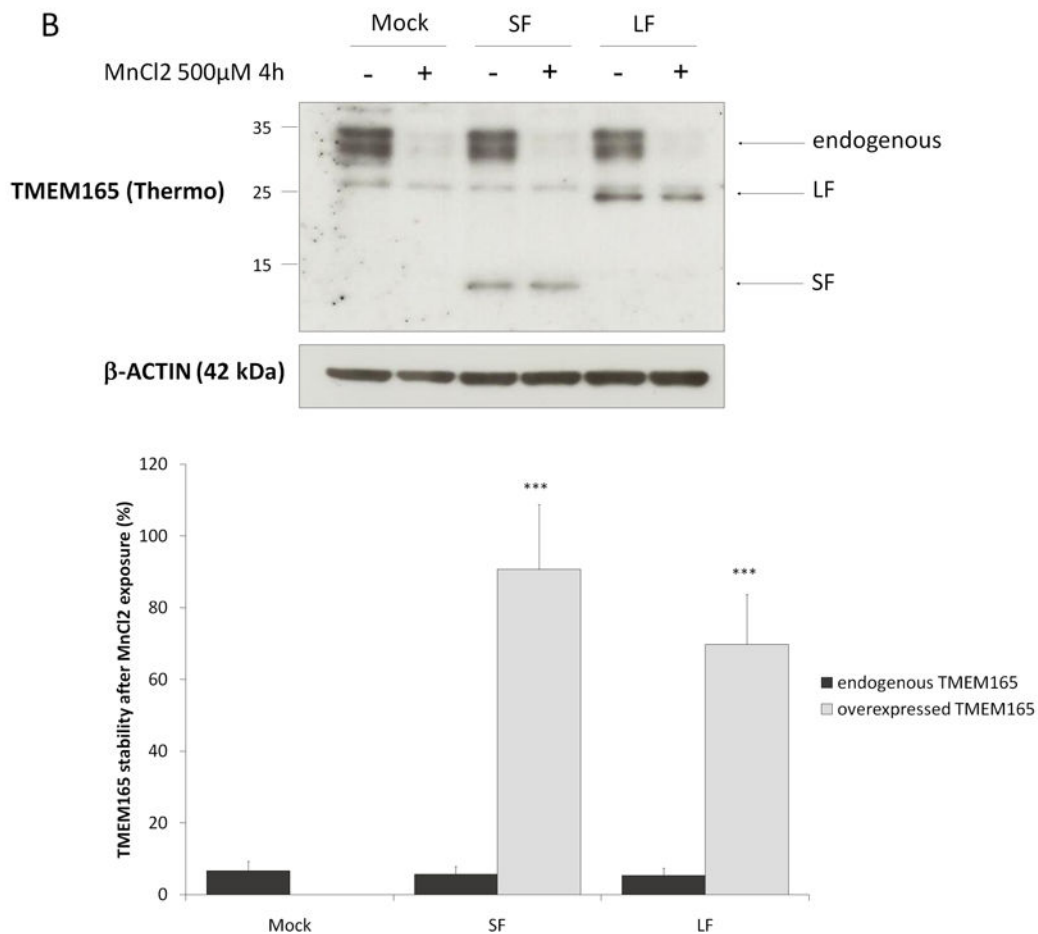 B
Mock SF LF
MnCl2 500µM 4h - + - + - +
35
endogenous
TMEM165 (Thermo)
25
LF
15
SF
β-ACTIN (42 kDa)
TMEM165 stability after MnCl2 exposure (%)
120
100
80
60
40
20
0
***
***
Mock SF LF
endogenous TMEM165
overexpressed TMEM165